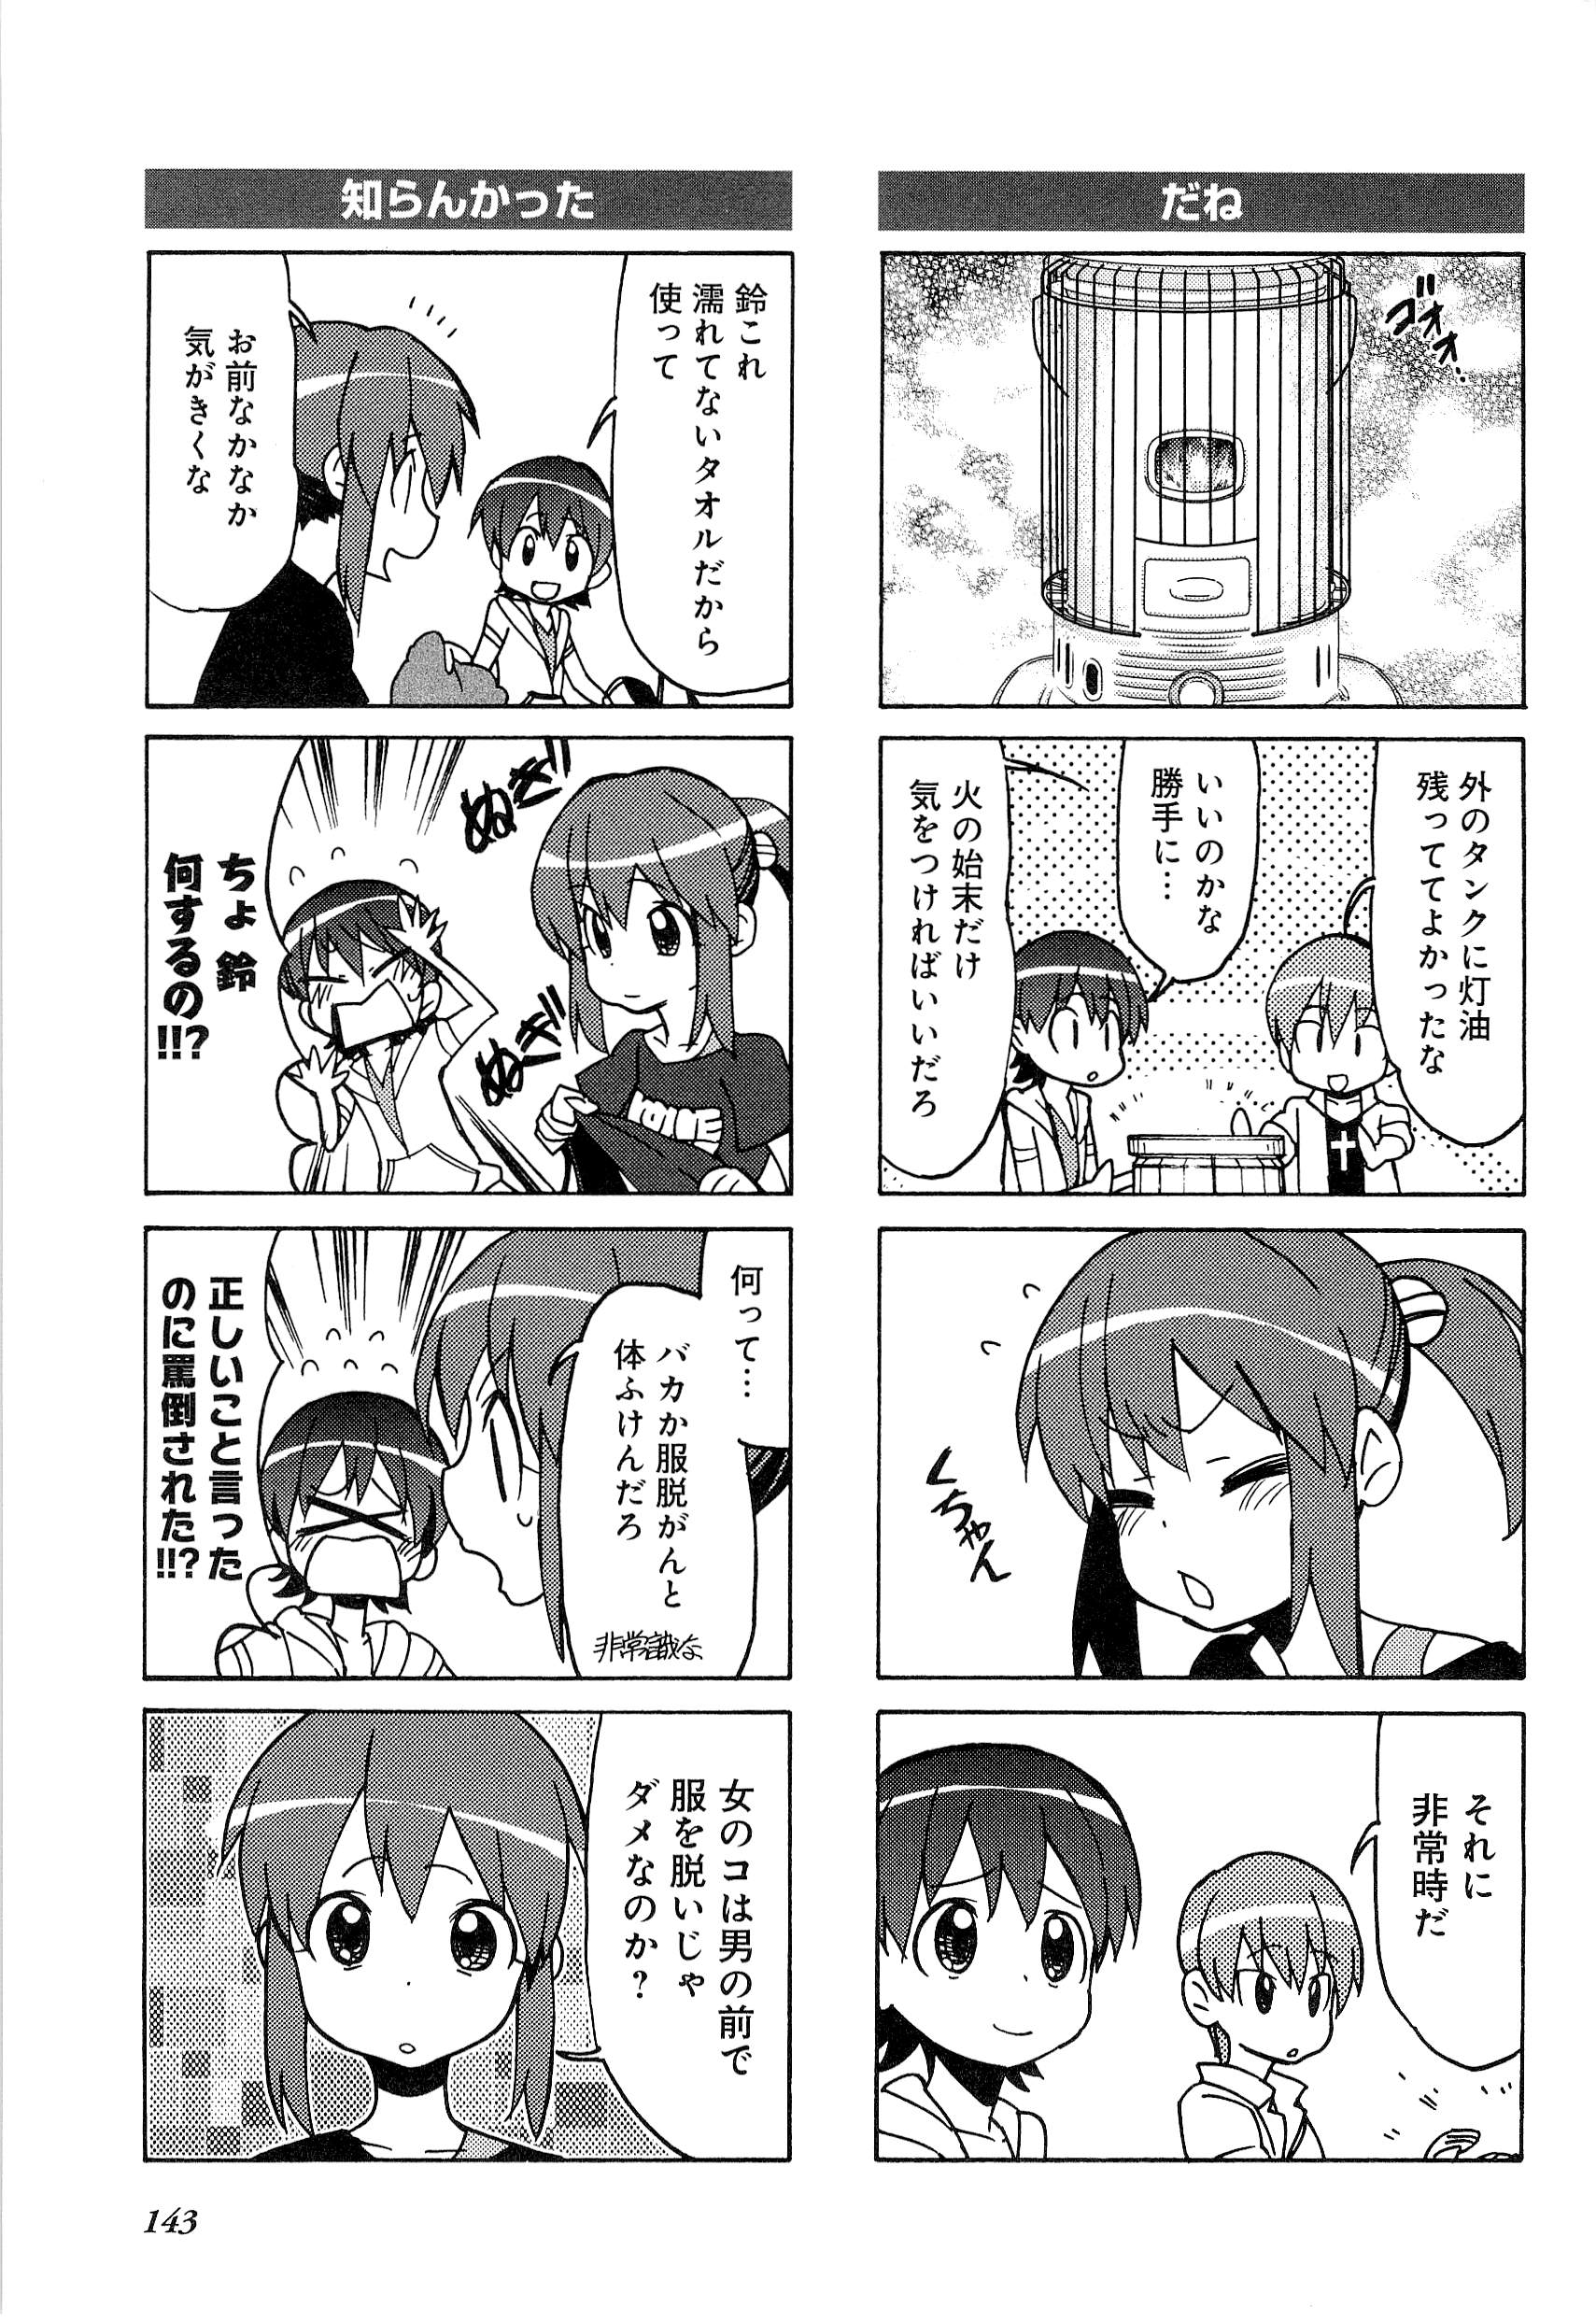 だね
ゴオオ…
外のタンクに灯油
残っててよかったな
いいのかな
勝手に…
火の始末だけ
気をつければいいだろ
くちゃん
それに
非常時だ
知らんかった
鈴これ
濡れてないタオルだから
使って
お前なかなか
気がきくな
ぬぎ!!
ぬぎ!!
ちょ鈴
何するの!!?
何って…
バカか服脱がんと
体ふけんだろ
非常識な
正しいこと言った
のに罵倒された!!?
女のコは男の前で
服を脱いじゃ
ダメなのか?
143